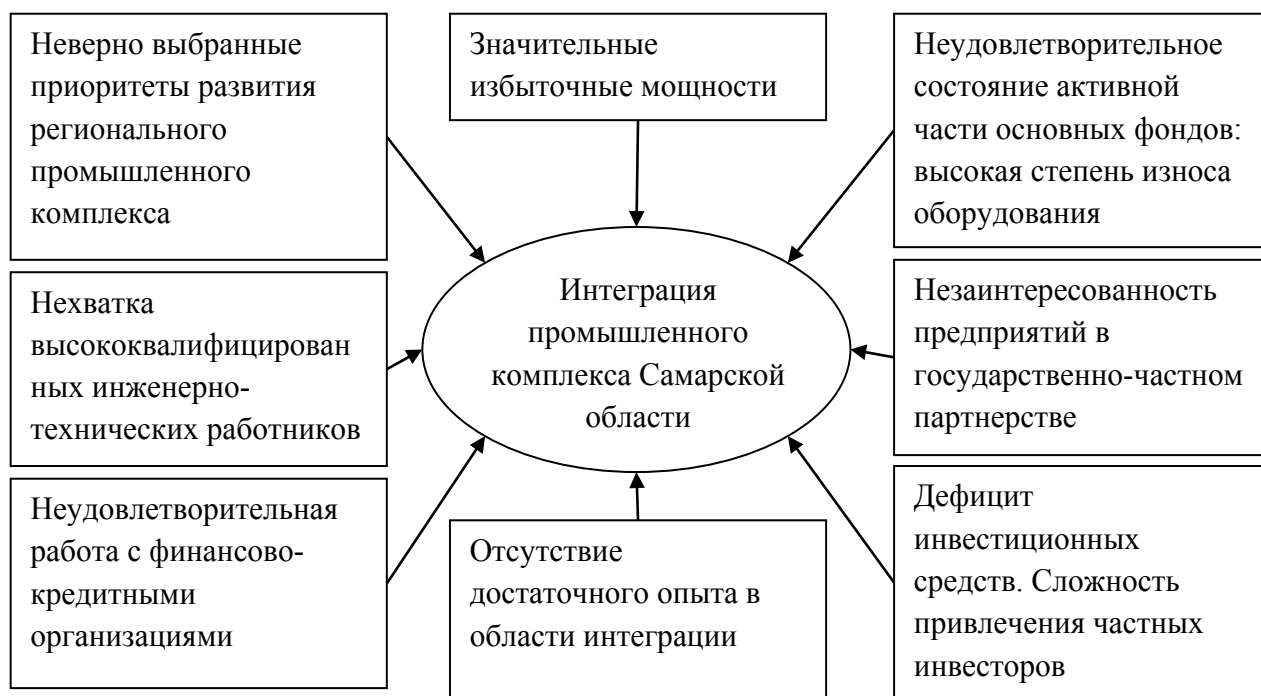 Неверно выбранные
приоритеты развития
регионального
промышленного
комплекса
Значительные
избыточные мощности
Неудовлетворительное
состояние активной
части основных фондов:
высокая степень износа
оборудования
Нехватка
высококвалифицирован
ных инженерно-
технических работников
Интеграция
промышленного
комплекса Самарской
области
Незаинтересованность
предприятий в
государственно-частном
партнерстве
Неудовлетворительная
работа с финансово-
кредитными
организациями
Отсутствие
достаточного опыта в
области интеграции
Дефицит
инвестиционных
средств. Сложность
привлечения частных
инвесторов